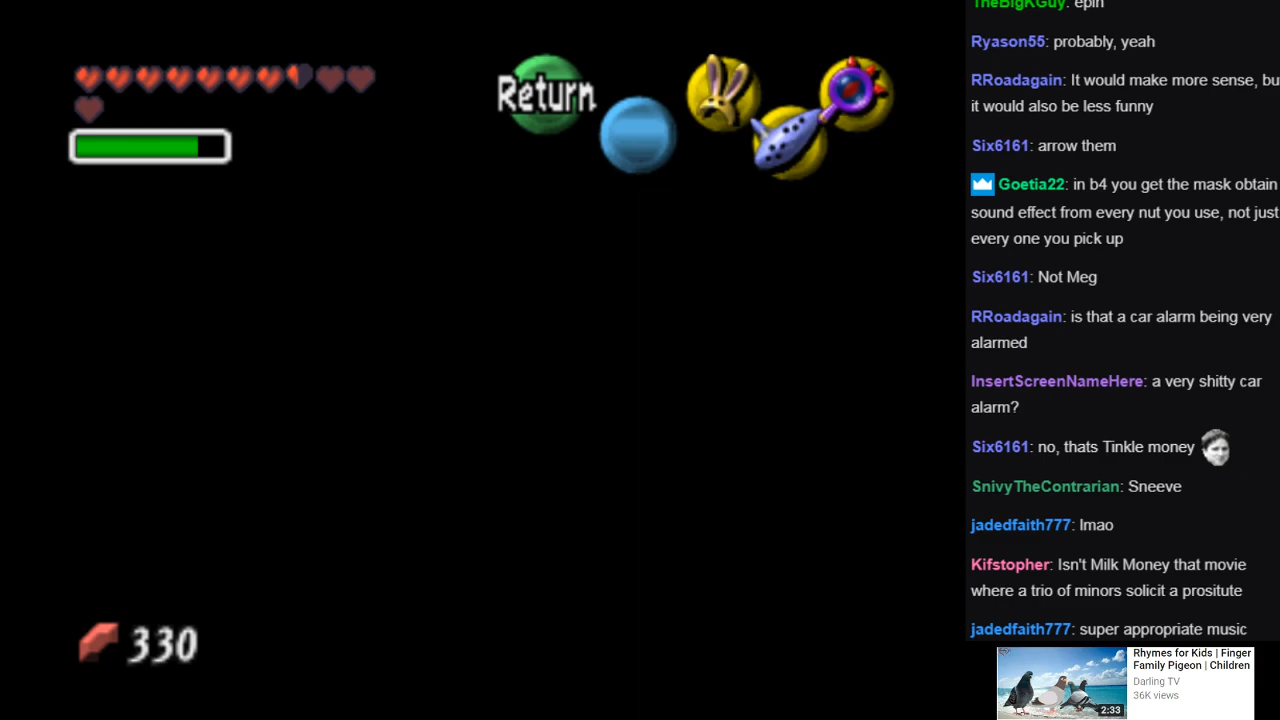 Return
330
TheBigKGuy: epin
Ryason55: probably, yeah
RRoadagain: It would make more sense, but
it would also be less funny
Six6161: arrow them
Goetia22: in b4 you get the mask obtain
sound effect from every nut you use, not just
every one you pick up
Six6161: Not Meg
RRoadagain: is that a car alarm being very
alarmed
InsertScreenNameHere: a very shitty car
alarm?
Six6161: no, thats Tinkle money
SnivyTheContrarian: Sneeve
jadedfaith777: lmao
Kifstopher: Isn't Milk Money that movie
where a trio of minors solicit a prositute
jadedfaith777: super appropriate music
Rhymes for Kids | Finger
Family Pigeon | Children
Darling TV
36K views
2:33